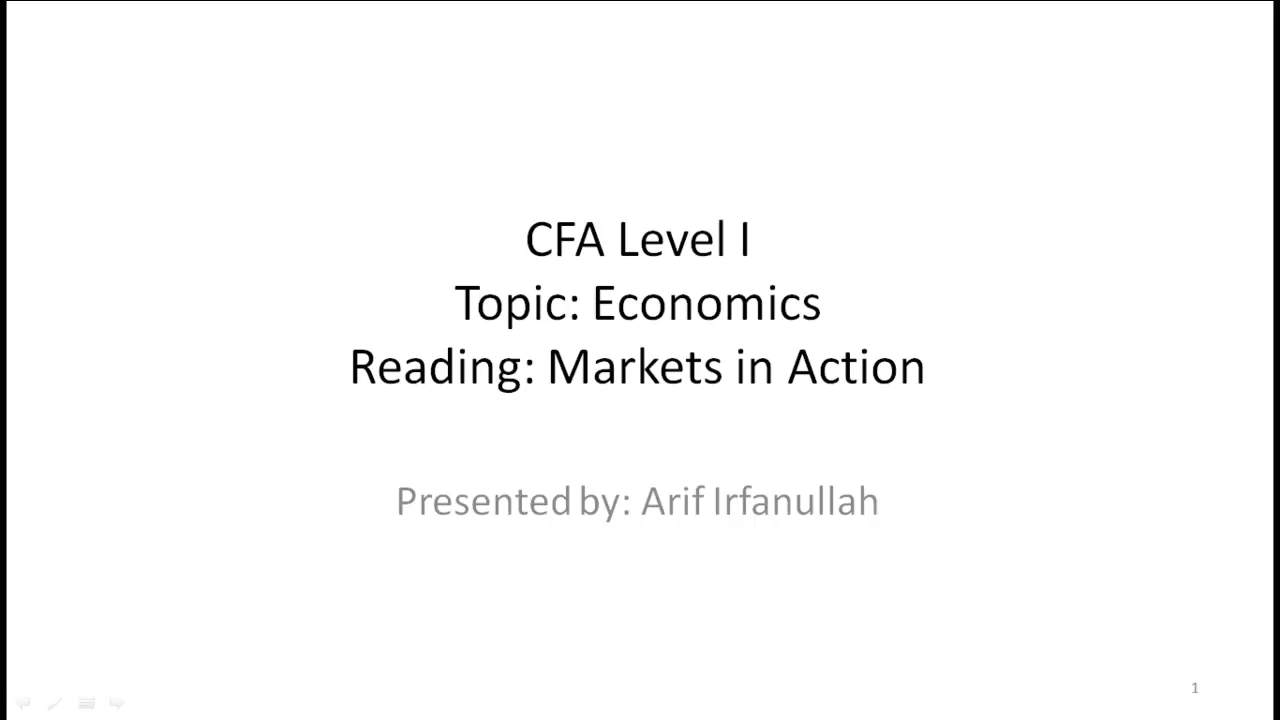 CFA Level I
Topic: Economics
Reading: Markets in Action
Presented by: Arif Irfanullah
1